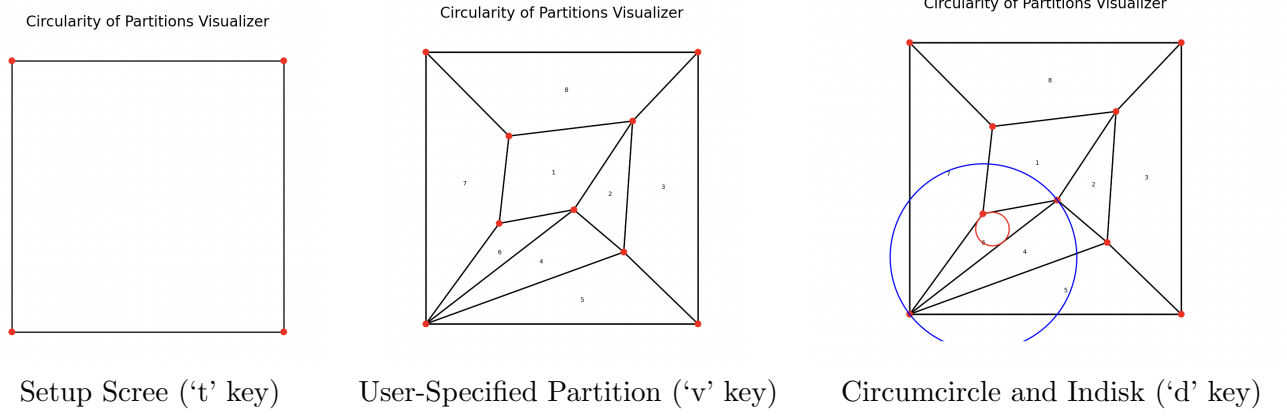 Circularity of Partitions Visualizer
Circularity of Partitions Visualizer
8
7
1
2
3
6
4
5
Circularity of Partitions Visualizer
8
7
1
2
3
6
4
5
Setup Scree (‘t’ key)
User-Specified Partition (‘v’ key)
Circumcircle and Indisk (‘d’ key)